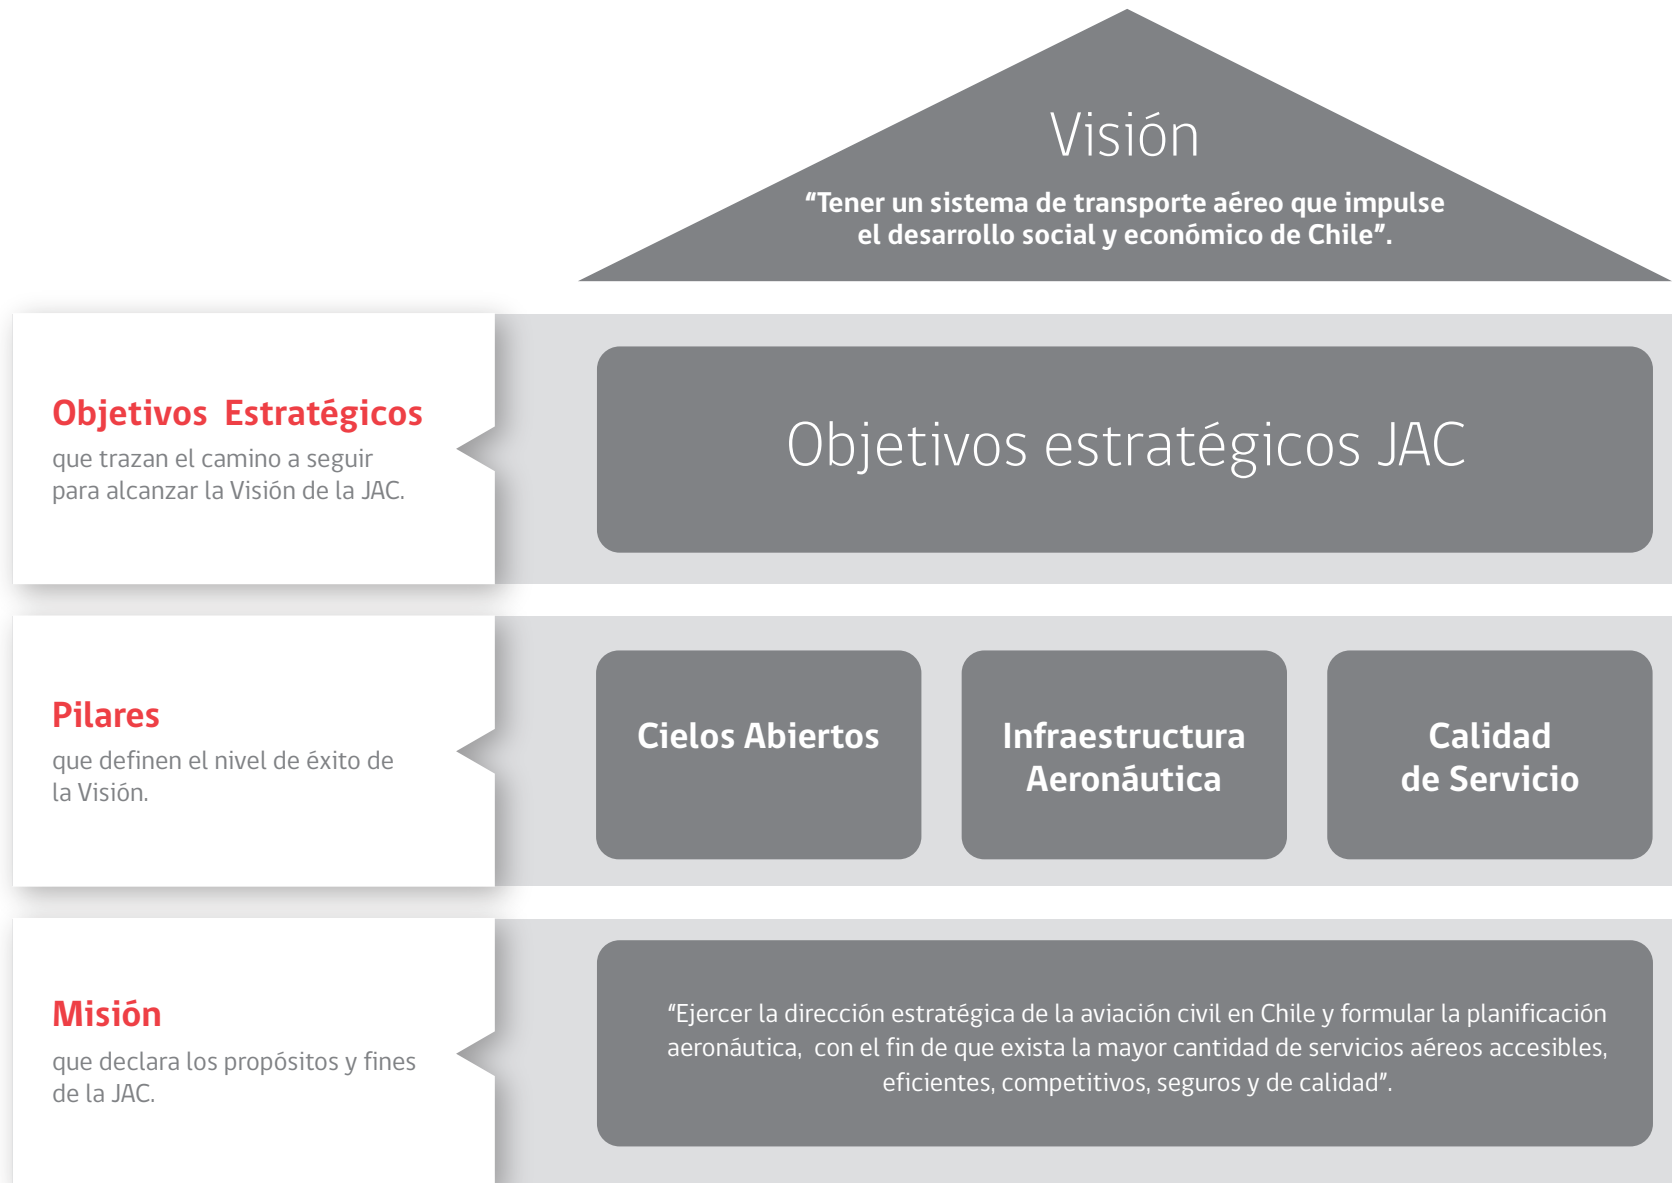 Visión
“Tener un sistema de transporte aéreo que impulse
el desarrollo social y económico de Chile”.
Objetivos Estratégicos
que trazan el camino a seguir
para alcanzar la Visión de la JAC.
Objetivos estratégicos JAC
Pilares
que definen el nivel de éxito de
la Visión.
Cielos Abiertos
Infraestructura
Aeronáutica
Calidad
de Servicio
Misión
que declara los propósitos y fines
de la JAC.
“Ejercer la dirección estratégica de la aviación civil en Chile y formular la planificación
aeronáutica, con el fin de que exista la mayor cantidad de servicios aéreos accesibles,
eficientes, competitivos, seguros y de calidad”.